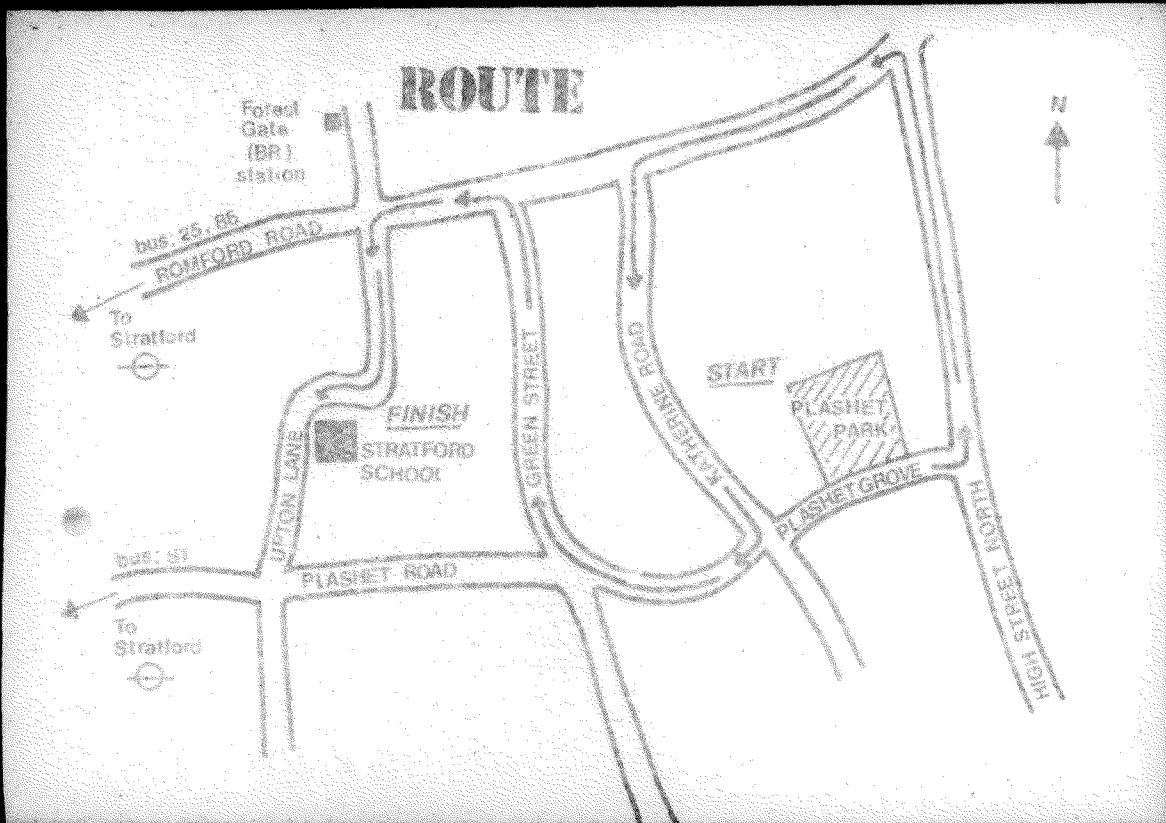 ROUTE
N
Forest
Gate
(BR)
station
bus: 25, 86
ROMFORD ROAD
To
Stratford
START
PLASHET
PARK
KATHERINE ROAD
GREEN STREET
FINISH
STRATFORD
SCHOOL
UPTON LANE
PLASHET GROVE
HIGH STREET NORTH
bus:
PLASHET ROAD
To
Stratford